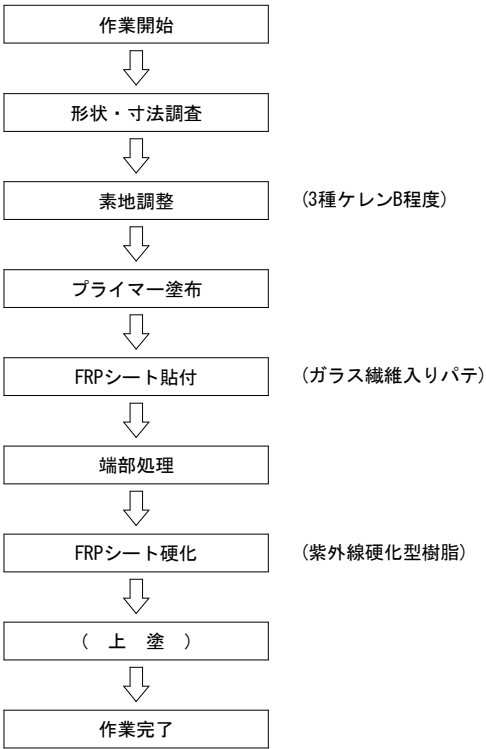 作業開始
形状・寸法調査
素地調整 (3種ケレンB程度)
プライマー塗布
FRPシート貼付 (ガラス繊維入りパテ)
端部処理
FRPシート硬化 (紫外線硬化型樹脂)
( 上 塗 )
作業完了